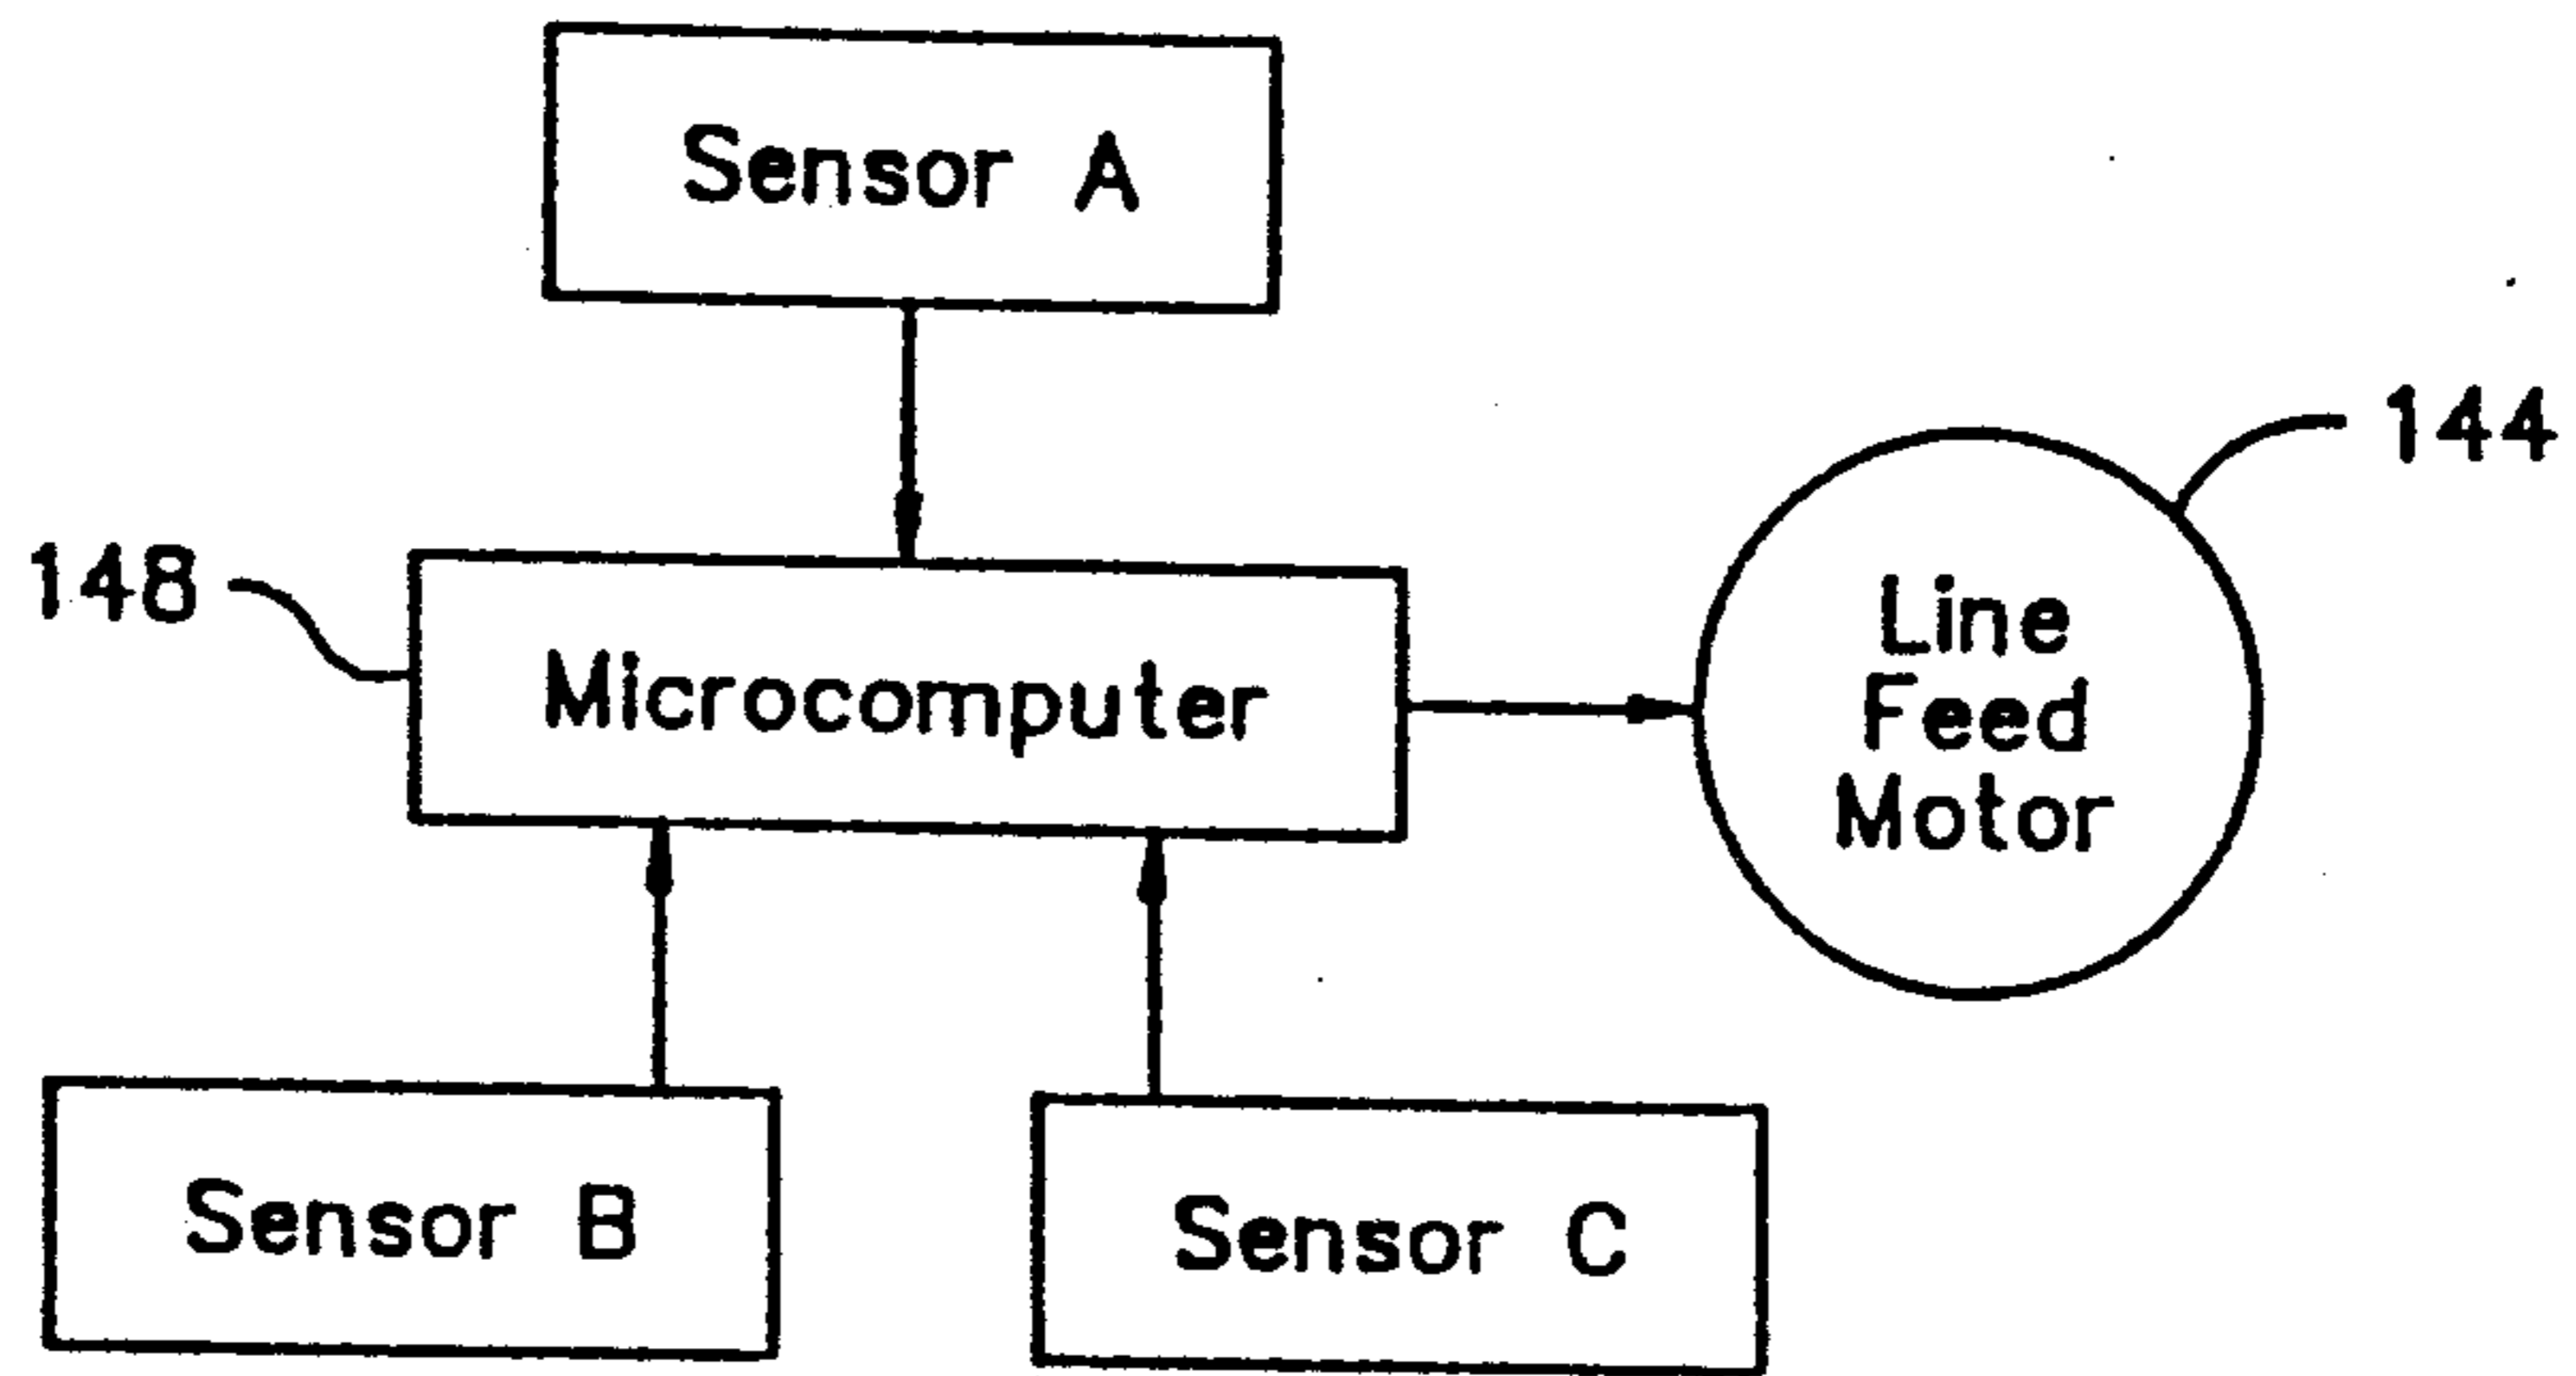 Sensor A
144
148
Microcomputer
Line
Feed
Motor
Sensor B
Sensor C